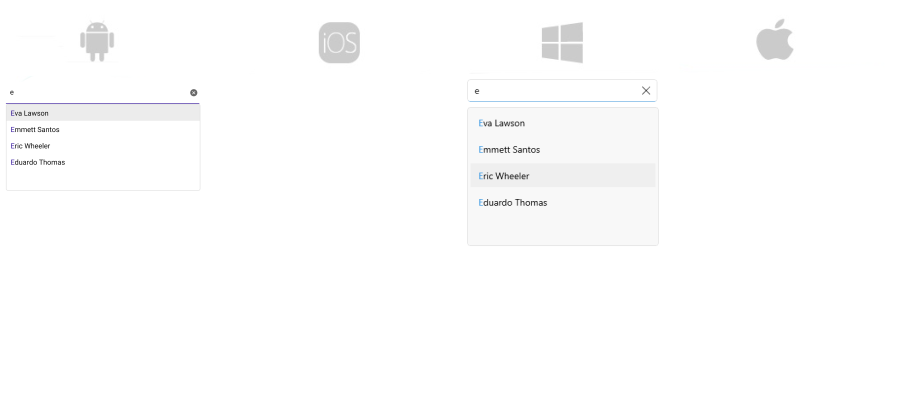 iOS
e
Eva Lawson
Emmett Santos
Eric Wheeler
Eduardo Thomas
e
Eva Lawson
Emmett Santos
Eric Wheeler
Eduardo Thomas